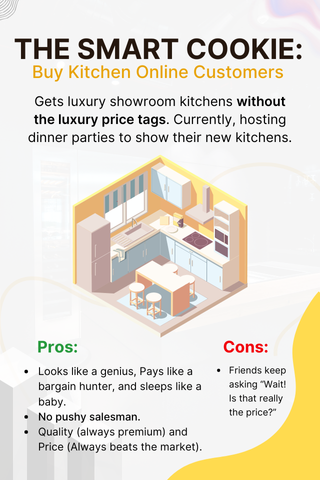 THE SMART COOKIE:
Buy Kitchen Online Customers
Gets luxury showroom kitchens without
the luxury price tags. Currently, hosting
dinner parties to show their new kitchens.
Pros:
• Looks like a genius, Pays like a
bargain hunter, and sleeps like a
baby.
• No pushy salesman.
• Quality (always premium) and
Price (Always beats the market).
Cons:
• Friends keep
asking “Wait!
Is that really
the price?”